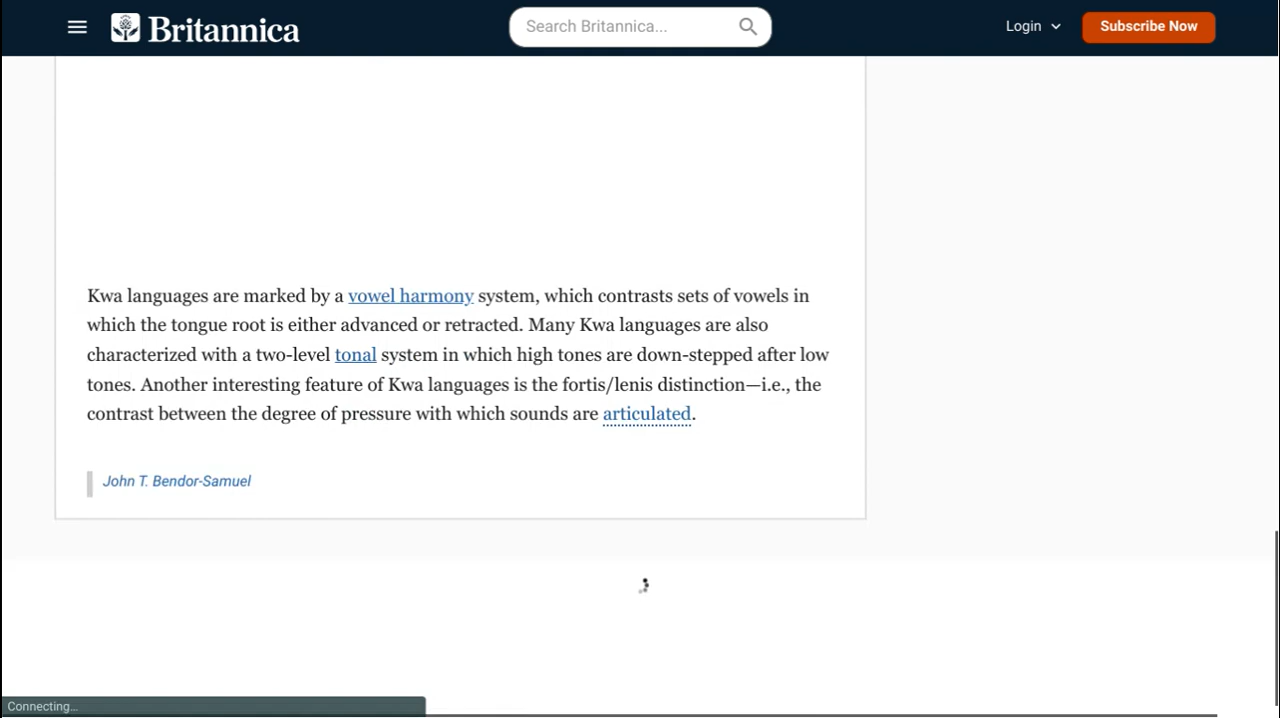 Britannica
Search Britannica...
Login
Subscribe Now
Kwa languages are marked by a vowel harmony system, which contrasts sets of vowels in
which the tongue root is either advanced or retracted. Many Kwa languages are also
characterized with a two-level tonal system in which high tones are down-stepped after low
tones. Another interesting feature of Kwa languages is the fortis/lenis distinction—i.e., the
contrast between the degree of pressure with which sounds are articulated.
John T. Bendor-Samuel
Connecting...